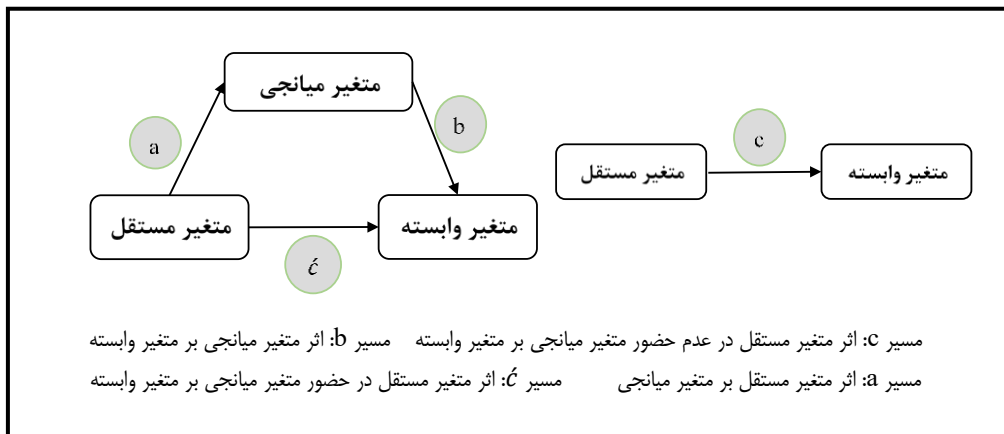 متغیر میانجی
a
b
c
متغیر مستقل
متغیر وابسته
متغیر مستقل
متغیر وابسته
ć
مسیر c: اثر متغیر مستقل در عدم حضور متغیر میانجی بر متغیر وابسته مسیر b: اثر متغیر میانجی بر متغیر وابسته
مسیر a: اثر متغیر مستقل بر متغیر میانجی مسیر ć: اثر متغیر مستقل در حضور متغیر میانجی بر متغیر وابسته